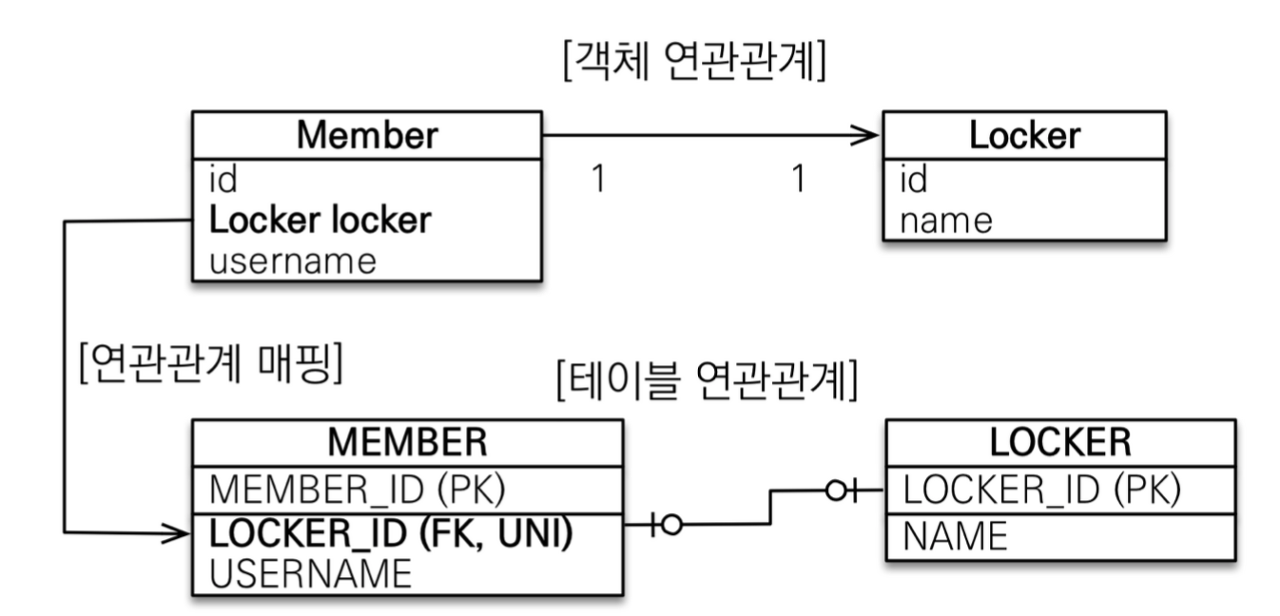 [객체 연관관계]
Member
id
Locker locker
username
1
1
Locker
id
name
[연관관계 매핑]
[테이블 연관관계]
MEMBER
MEMBER_ID (PK)
LOCKER_ID (FK, UNI)
USERNAME
LOCKER
LOCKER_ID (PK)
NAME